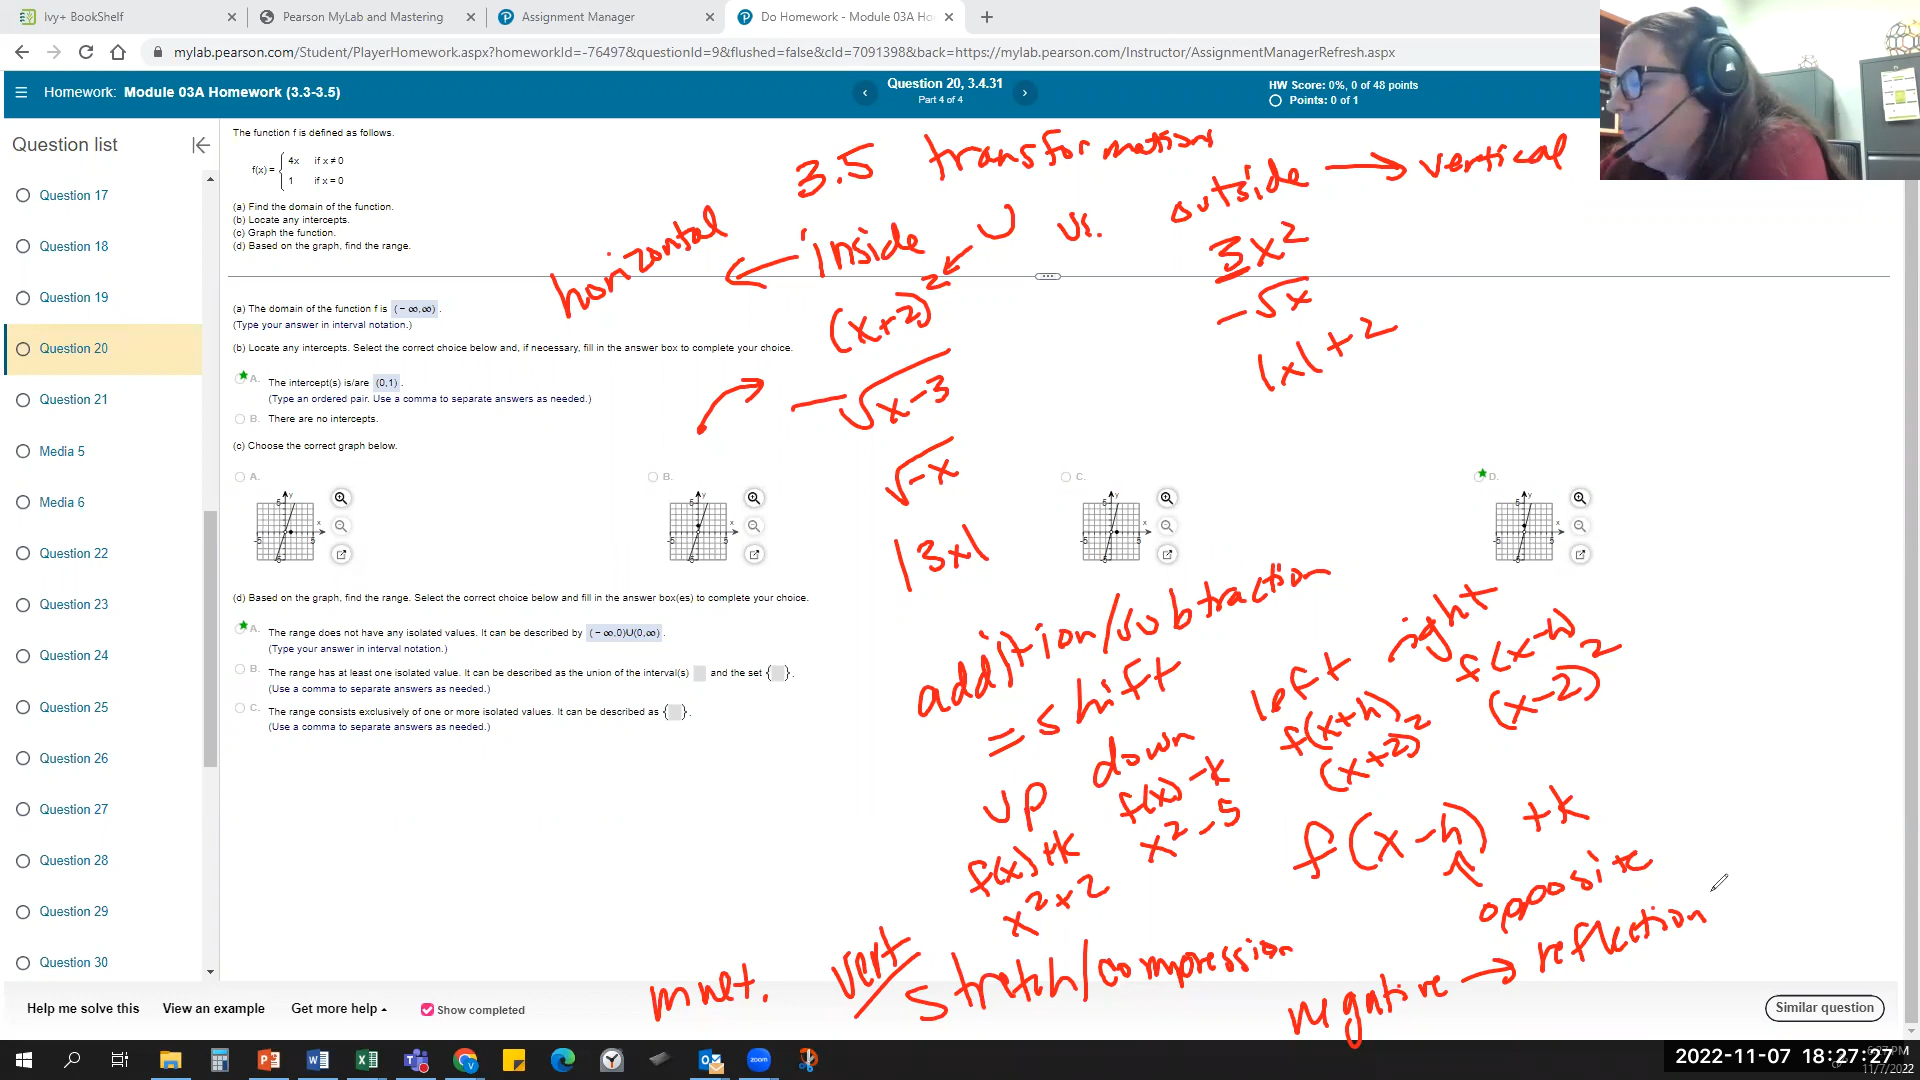 Ivy+ BookShelf
Pearson MyLab and Mastering
Assignment Manager
Do Homework - Module 03A Ho
mylab.pearson.com/Student/PlayerHomework.aspx?homeworkId=-76497&questionId=9&flushed=false&cId=7091398&back=https://mylab.pearson.com/Instructor/AssignmentManagerRefresh.aspx
Homework: Module 03A Homework (3.3-3.5)
Question 20, 3.4.31
Part 4 of 4
HW Score: 0%, 0 of 48 points
Points: 0 of 1
Question list
Question 17
Question 18
Question 19
Question 20
Question 21
Media 5
Media 6
Question 22
Question 23
Question 24
Question 25
Question 26
Question 27
Question 28
Question 29
Question 30
The function f is defined as follows.
f(x) = { 4x if x ≠ 0
1 if x = 0
(a) Find the domain of the function.
(b) Locate any intercepts.
(c) Graph the function.
(d) Based on the graph, find the range.
(a) The domain of the function f is (-∞,∞).
(Type your answer in interval notation.)
(b) Locate any intercepts. Select the correct choice below and, if necessary, fill in the answer box to complete your choice.
A. The intercept(s) is/are (0,1).
(Type an ordered pair. Use a comma to separate answers as needed.)
B. There are no intercepts.
(c) Choose the correct graph below.
A.
B.
C.
D.
(d) Based on the graph, find the range. Select the correct choice below and fill in the answer box(es) to complete your choice.
A. The range does not have any isolated values. It can be described by (-∞,0)U(0,∞).
(Type your answer in interval notation.)
B. The range has at least one isolated value. It can be described as the union of the interval(s) and the set { }.
(Use a comma to separate answers as needed.)
C. The range consists exclusively of one or more isolated values. It can be described as { }.
(Use a comma to separate answers as needed.)
3.5 transformations
horizontal ← inside vs. outside → vertical
(x+2)²
-√x-3
√-x
|3x|
3x²
-√x
|x|+2
addition/subtraction
= shift
up
f(x)+k
x²+2
down
f(x)-k
x²-5
left
f(x+h)
(x+2)²
right
f(x-h)
(x-2)²
f(x-h)+k
opposite
mult. vert stretch/compression
negative → reflection
Help me solve this
View an example
Get more help
Show completed
Similar question
2022-11-07 18:27:27
11/7/2022